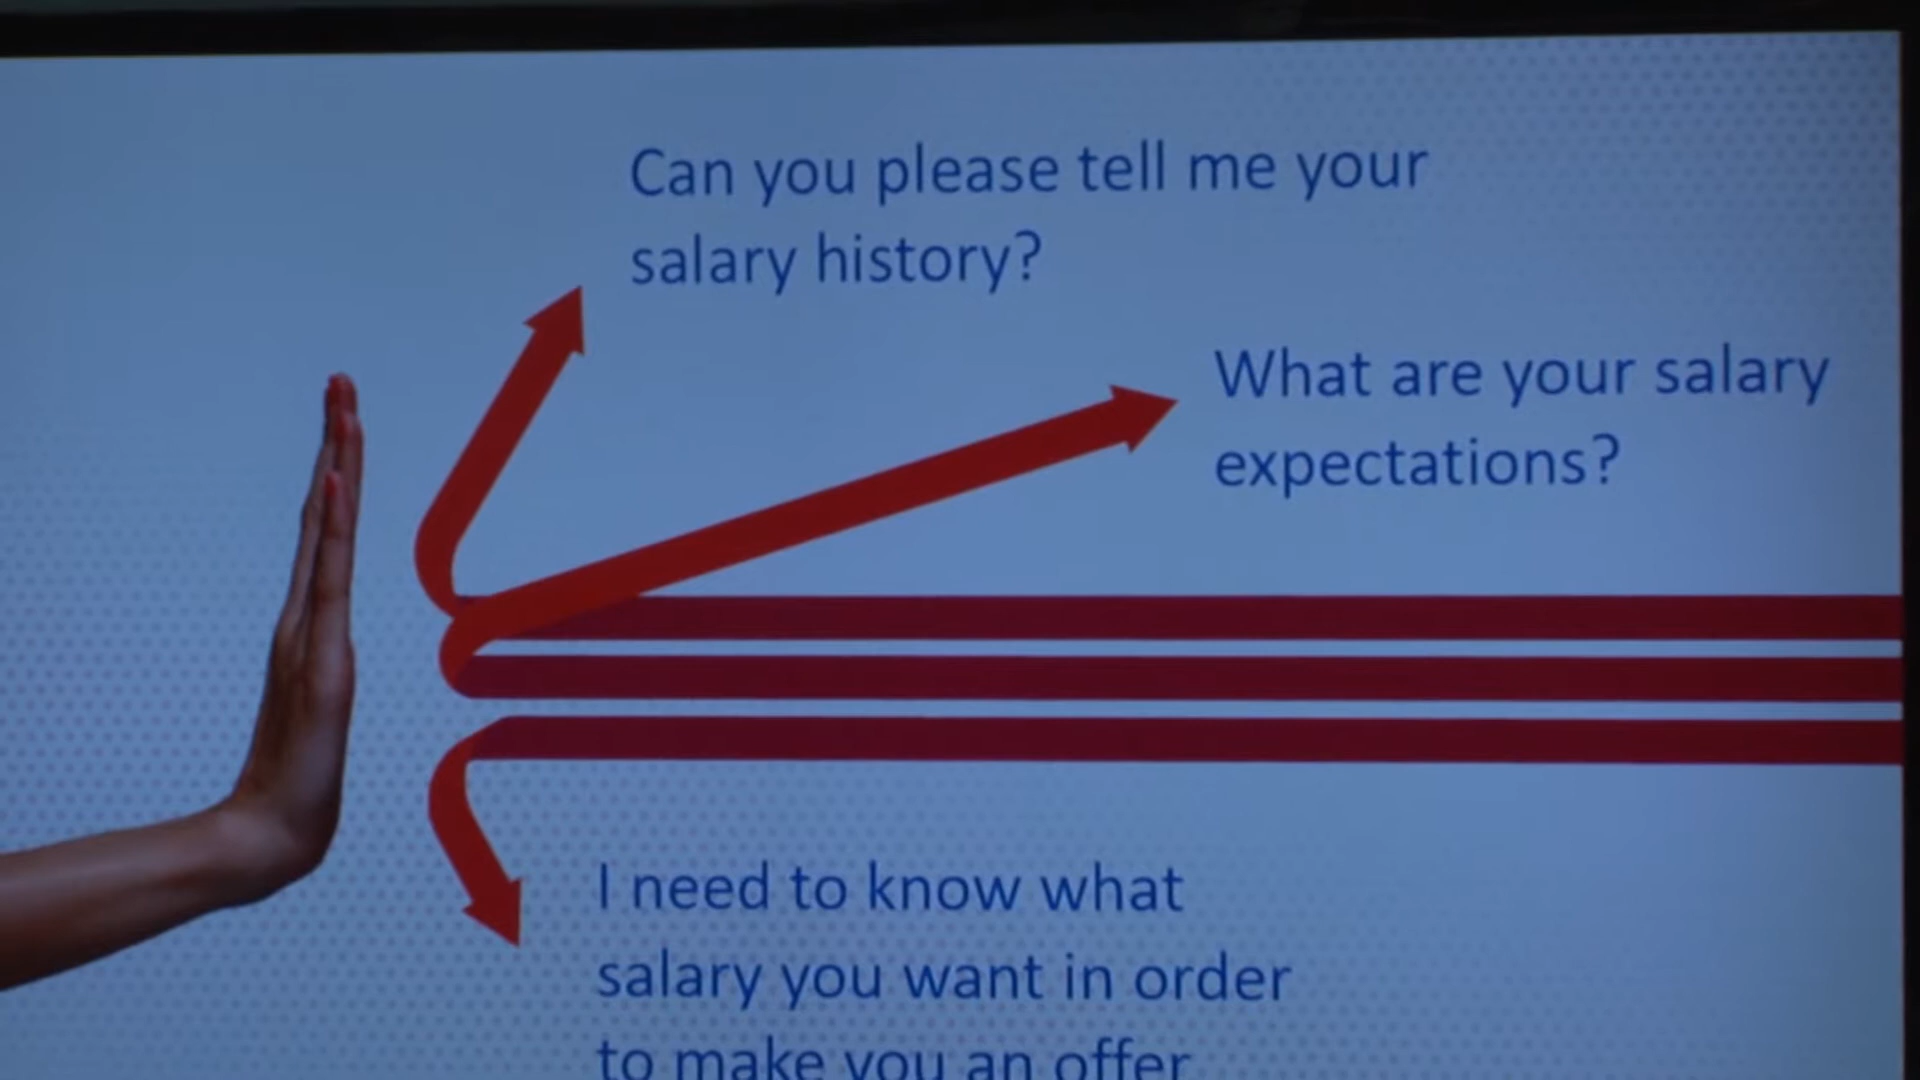 Can you please tell me your
salary history?
What are your salary
expectations?
I need to know what
salary you want in order
to make you an offer